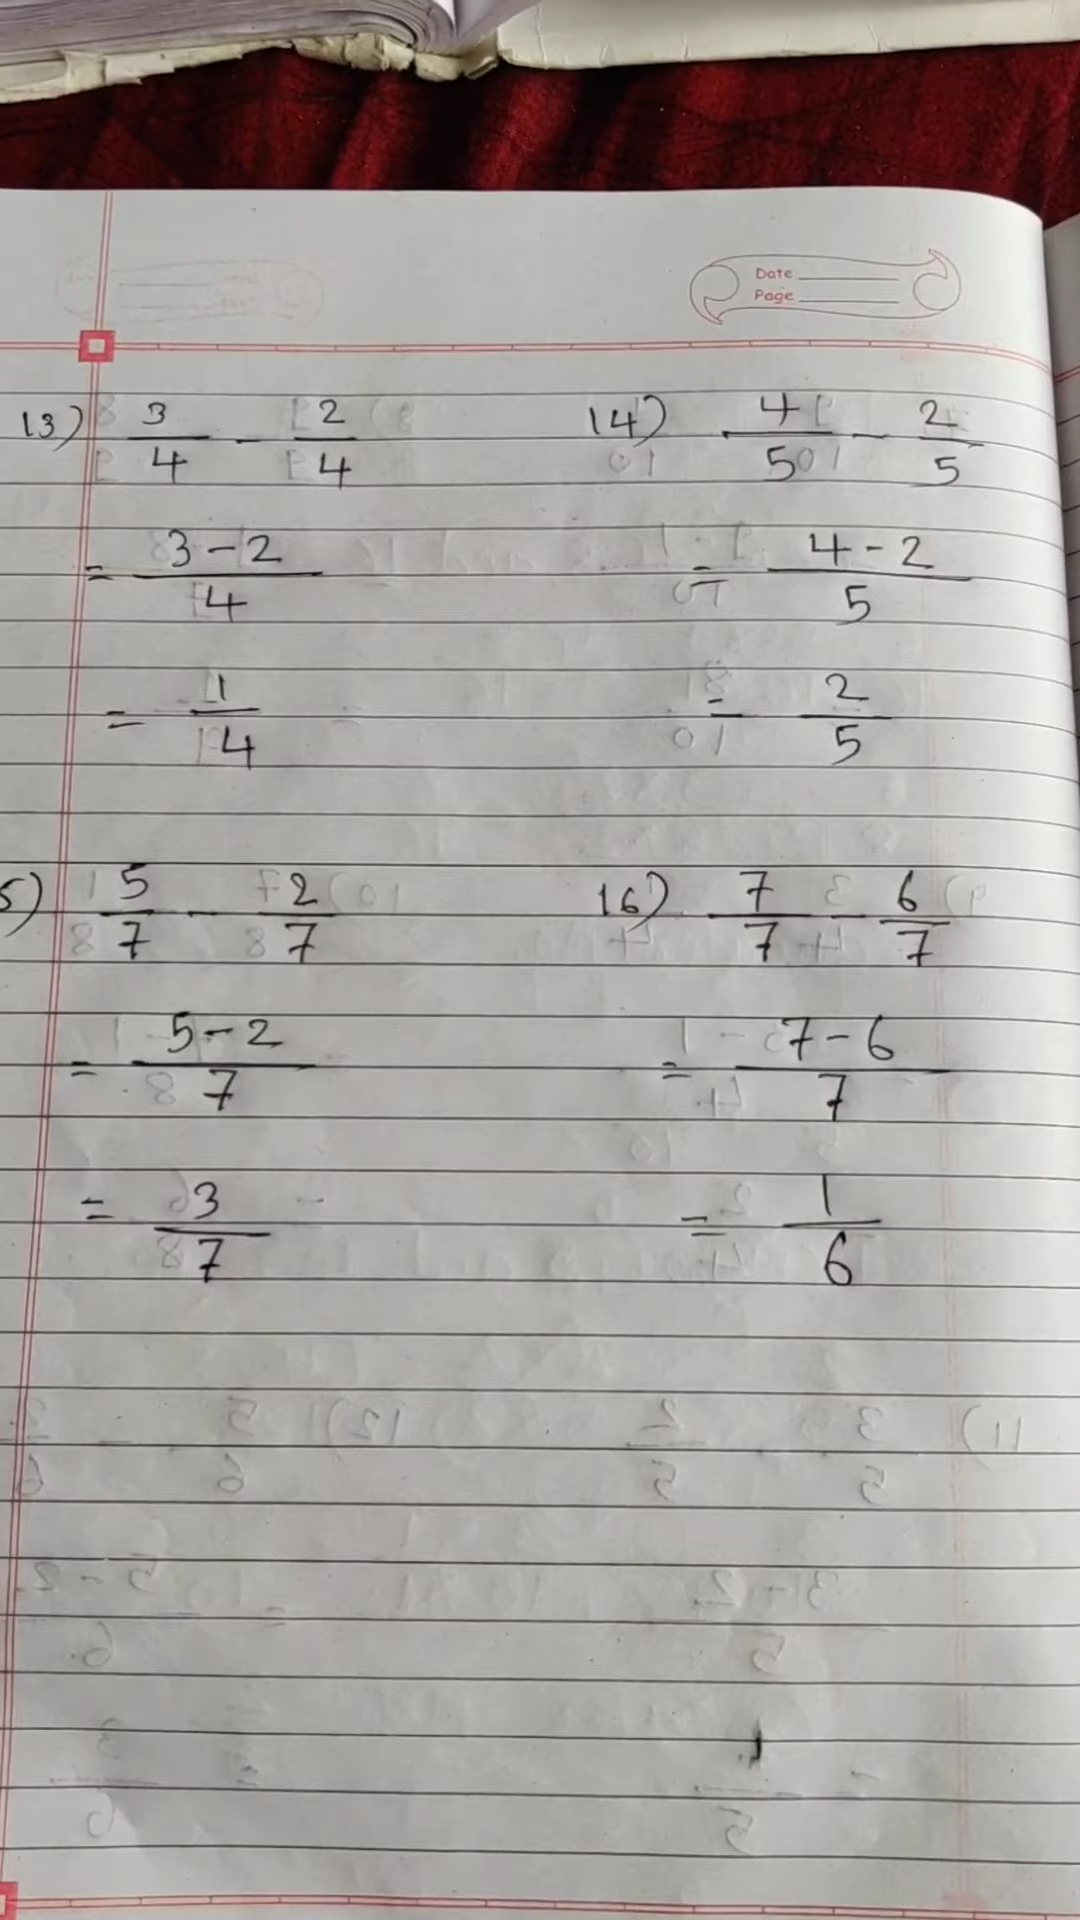 Date
Page
13) 3/4 - 2/4
= 3-2/4
= 1/4
14) 4/5 - 2/5
= 4-2/5
= 2/5
5) 5/7 - 2/7
= 5-2/7
= 3/7
16) 7/7 - 6/7
= 7-6/7
= 1/6